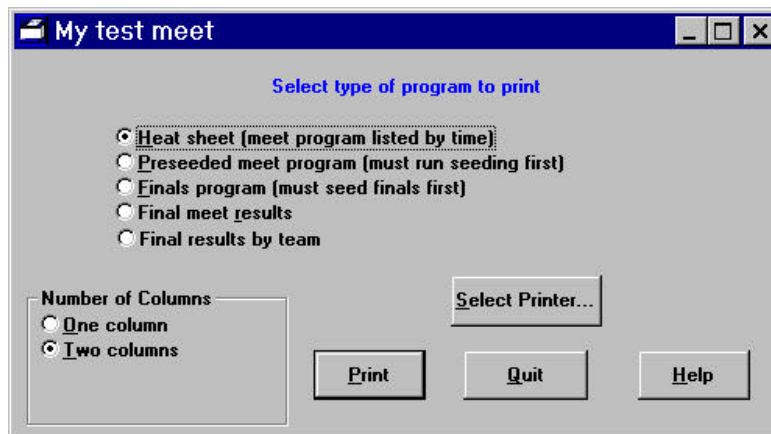 My test meet
Select type of program to print
Heat sheet (meet program listed by time)
Preseeded meet program (must run seeding first)
Finals program (must seed finals first)
Final meet results
Final results by team
Number of Columns
One column
Two columns
Select Printer...
Print
Quit
Help